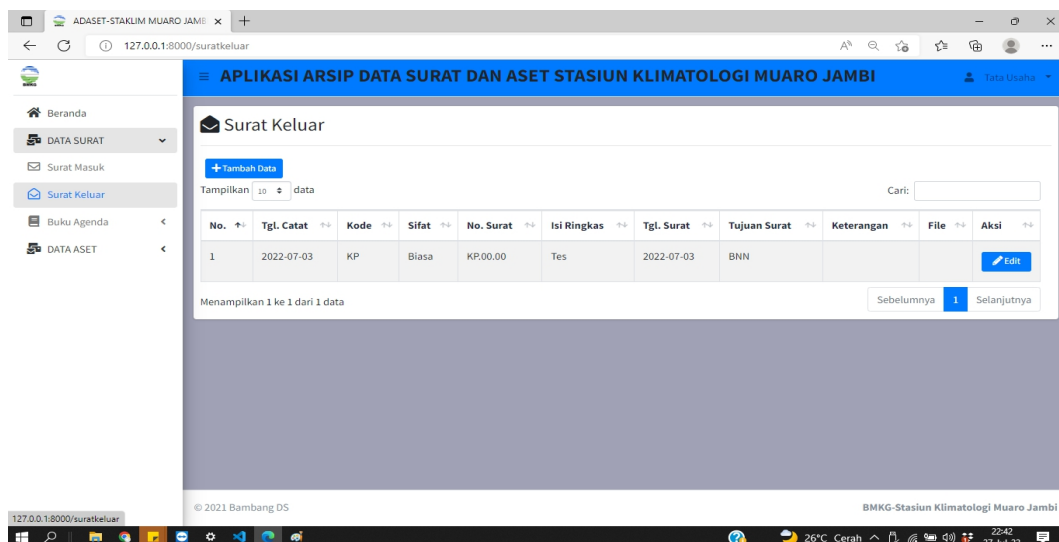 ADASET-STAKLIM MUARO JAMB
127.0.0.1:8000/suratkeluar
APLIKASI ARSIP DATA SURAT DAN ASET STASIUN KLIMATOLOGI MUARO JAMBI
Tata Usaha
Beranda
DATA SURAT
Surat Masuk
Surat Keluar
Buku Agenda
DATA ASET
Surat Keluar
Tambah Data
Tampilkan 10 data
Cari:
No. Tgl. Catat Kode Sifat No. Surat Isi Ringkas Tgl. Surat Tujuan Surat Keterangan File Aksi
1 2022-07-03 KP Biasa KP.00.00 Tes 2022-07-03 BNN Edit
Menampilkan 1 ke 1 dari 1 data
Sebelumnya 1 Selanjutnya
© 2021 Bambang DS
BMKG-Stasiun Klimatologi Muaro Jambi
127.0.0.1:8000/suratkeluar
26°C Cerah
22:42